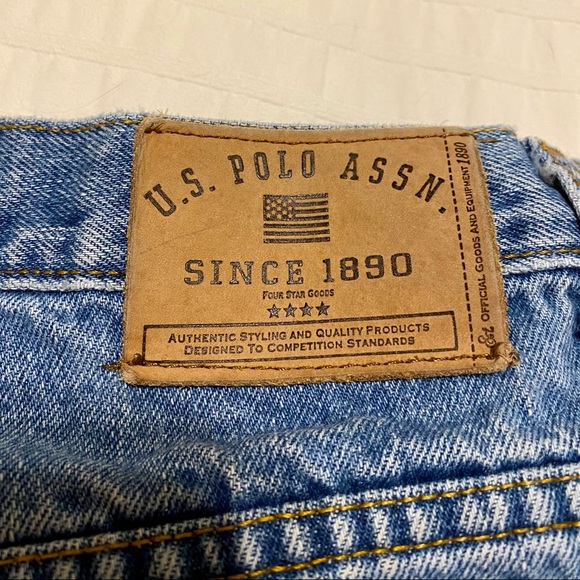 U.S. POLO ASSN.
SINCE 1890
FOUR STAR GOODS
AUTHENTIC STYLING AND QUALITY PRODUCTS
DESIGNED TO COMPETITION STANDARDS
Est OFFICIAL GOODS AND EQUIPMENT 1890